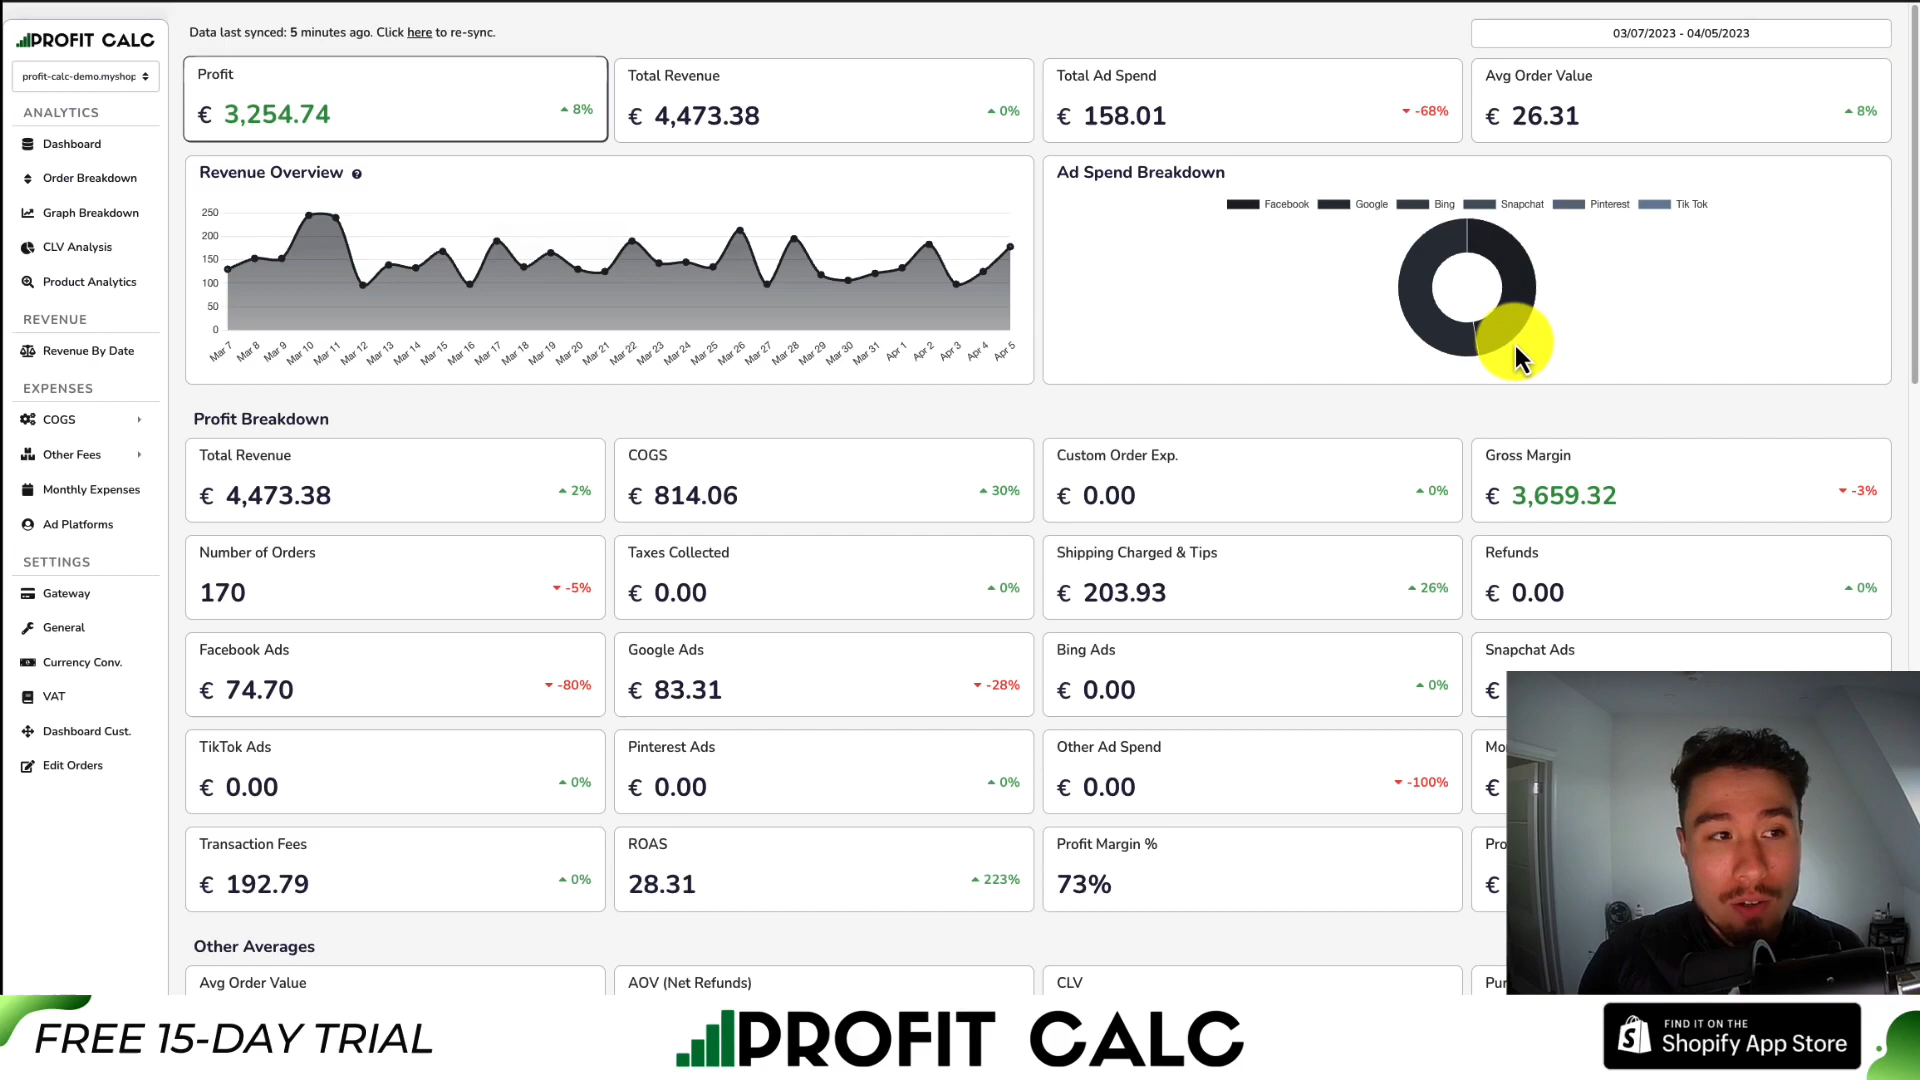 PROFIT CALC
profit-calc-demo.myshop
ANALYTICS
Dashboard
Order Breakdown
Graph Breakdown
CLV Analysis
Product Analytics
REVENUE
Revenue By Date
EXPENSES
COGS
Other Fees
Monthly Expenses
Ad Platforms
SETTINGS
Gateway
General
Currency Conv.
VAT
Dashboard Cust.
Edit Orders
Data last synced: 5 minutes ago. Click here to re-sync.
03/07/2023 - 04/05/2023
Profit
€ 3,254.74
8%
Total Revenue
€ 4,473.38
0%
Total Ad Spend
€ 158.01
-68%
Avg Order Value
€ 26.31
8%
Revenue Overview ?
250
200
150
100
50
0
Mar 7 Mar 8 Mar 9 Mar 10 Mar 11 Mar 12 Mar 13 Mar 14 Mar 15 Mar 16 Mar 17 Mar 18 Mar 19 Mar 20 Mar 21 Mar 22 Mar 23 Mar 24 Mar 25 Mar 26 Mar 27 Mar 28 Mar 29 Mar 30 Mar 31 Apr 1 Apr 2 Apr 3 Apr 4 Apr 5
Ad Spend Breakdown
Facebook Google Bing Snapchat Pinterest Tik Tok
Profit Breakdown
Total Revenue
€ 4,473.38
2%
COGS
€ 814.06
30%
Custom Order Exp.
€ 0.00
0%
Gross Margin
€ 3,659.32
-3%
Number of Orders
170
-5%
Taxes Collected
€ 0.00
0%
Shipping Charged & Tips
€ 203.93
26%
Refunds
€ 0.00
0%
Facebook Ads
€ 74.70
-80%
Google Ads
€ 83.31
-28%
Bing Ads
€ 0.00
0%
Snapchat Ads
€
TikTok Ads
€ 0.00
0%
Pinterest Ads
€ 0.00
0%
Other Ad Spend
€ 0.00
-100%
Mo
€
Transaction Fees
€ 192.79
0%
ROAS
28.31
223%
Profit Margin %
73%
Pro
€
Other Averages
Avg Order Value
AOV (Net Refunds)
CLV
Pur
FREE 15-DAY TRIAL
PROFIT CALC
FIND IT ON THE
Shopify App Store